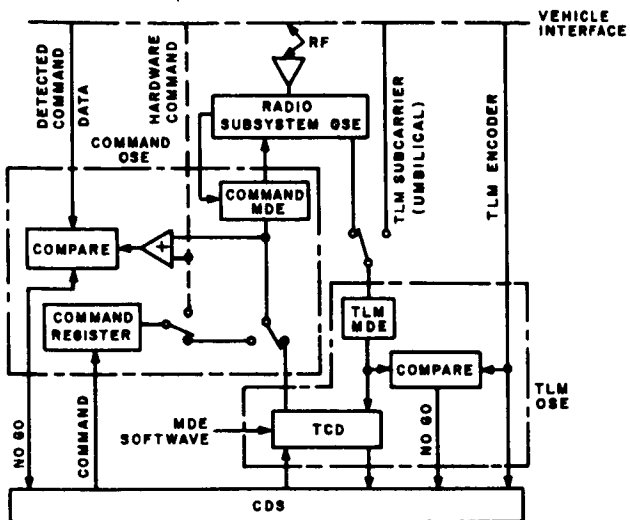 VEHICLE
INTERFACE
DETECTED
COMMAND
DATA
HARDWARE
COMMAND
RF
RADIO
SUBSYSTEM GSE
TLM SUBCARRIER
(UMBILICAL)
TLM ENCODER
COMMAND
OSE
COMMAND
MDE
COMPARE
+
COMMAND
REGISTER
TLM
MDE
COMPARE
TLM
OSE
NO GO
COMMAND
MDE
SOFTWAVE
TCD
NO GO
CDS